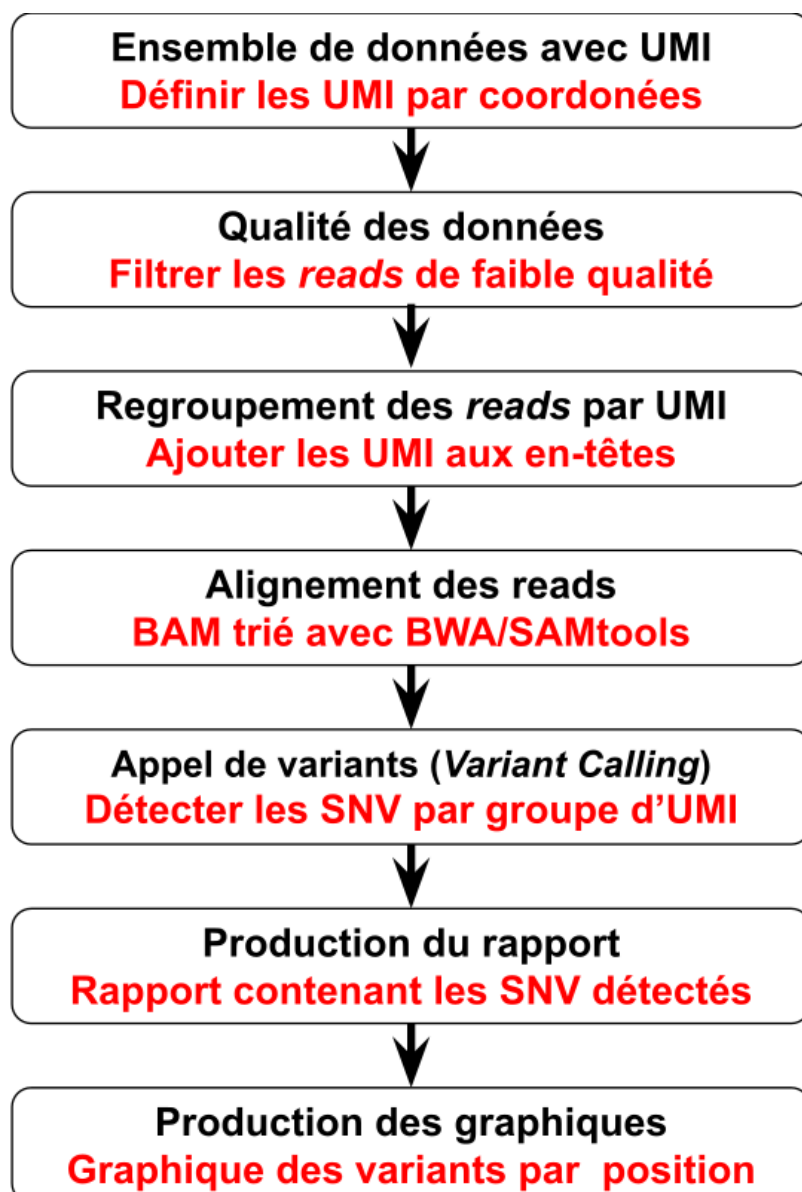 Ensemble de données avec UMI
Définir les UMI par coordonées
Qualité des données
Filtrer les reads de faible qualité
Regroupement des reads par UMI
Ajouter les UMI aux en-têtes
Alignement des reads
BAM trié avec BWA/SAMtools
Appel de variants (Variant Calling)
Détecter les SNV par groupe d’UMI
Production du rapport
Rapport contenant les SNV détectés
Production des graphiques
Graphique des variants par position